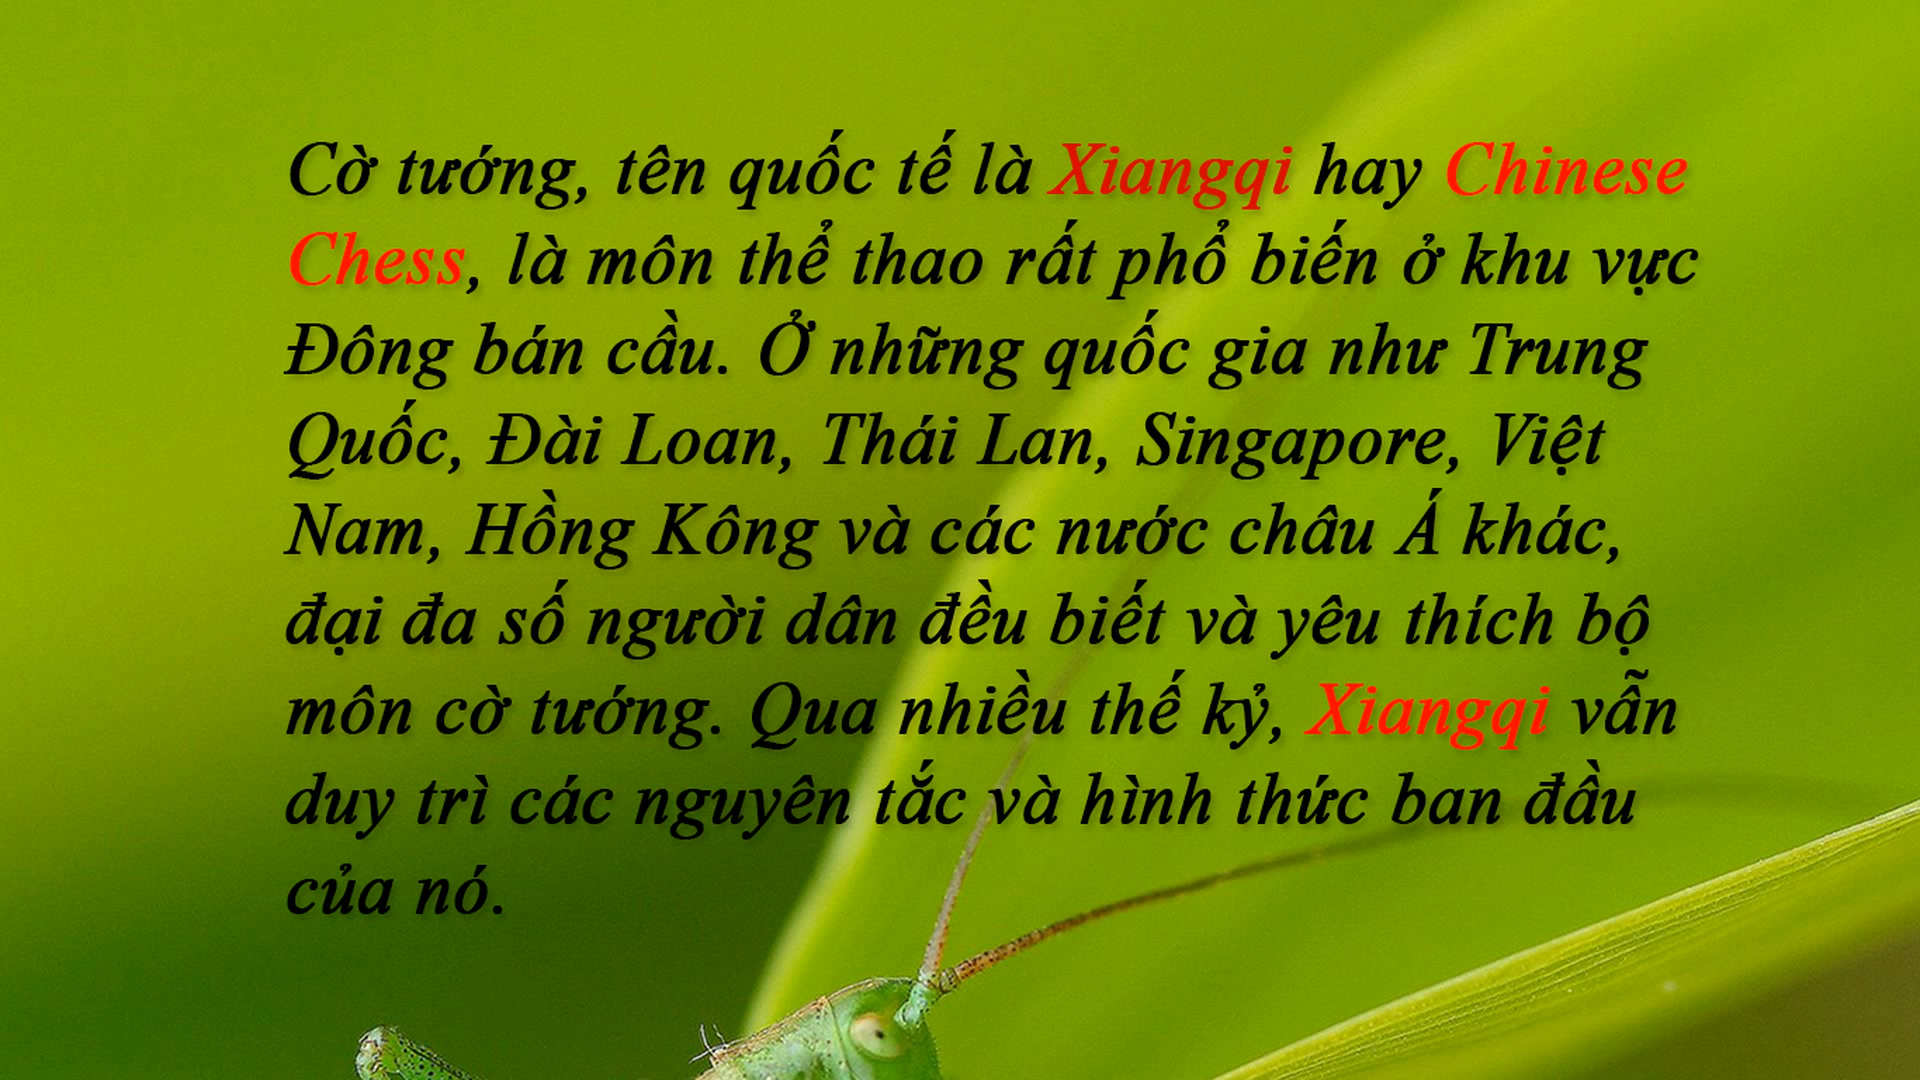 Cờ tướng, tên quốc tế là Xiangqi hay Chinese
Chess, là môn thể thao rất phổ biến ở khu vực
Đông bán cầu. Ở những quốc gia như Trung
Quốc, Đài Loan, Thái Lan, Singapore, Việt
Nam, Hồng Kông và các nước châu Á khác,
đại đa số người dân đều biết và yêu thích bộ
môn cờ tướng. Qua nhiều thế kỷ, Xiangqi vẫn
duy trì các nguyên tắc và hình thức ban đầu
của nó.